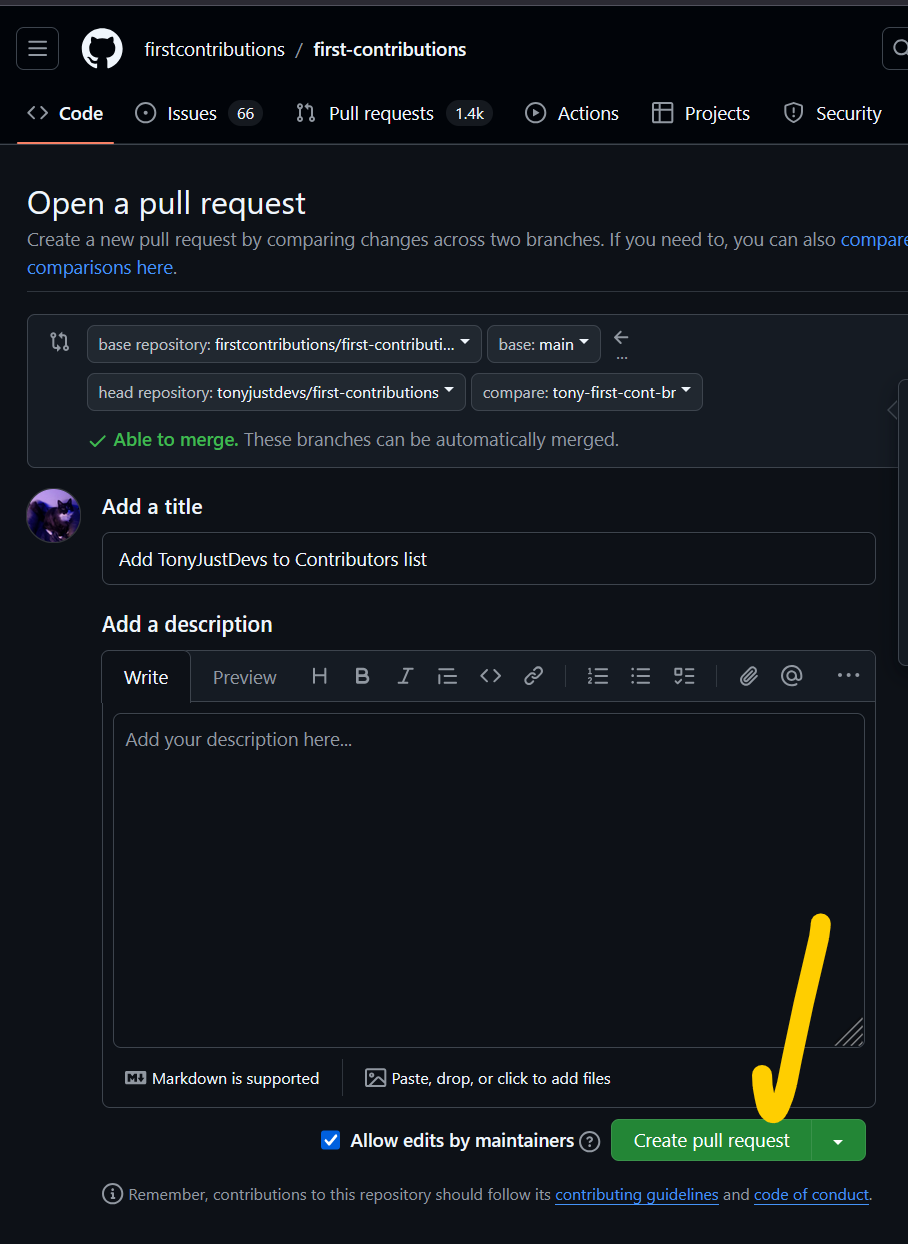 firstcontributions / first-contributions
Code Issues 66 Pull requests 1.4k Actions Projects Security
Open a pull request
Create a new pull request by comparing changes across two branches. If you need to, you can also compare
comparisons here.
base repository: firstcontributions/first-contributi... base: main
...
head repository: tonyjustdevs/first-contributions compare: tony-first-cont-br
Able to merge. These branches can be automatically merged.
Add a title
Add TonyJustDevs to Contributors list
Add a description
Write Preview
Add your description here...
Markdown is supported Paste, drop, or click to add files
Allow edits by maintainers Create pull request
Remember, contributions to this repository should follow its contributing guidelines and code of conduct.